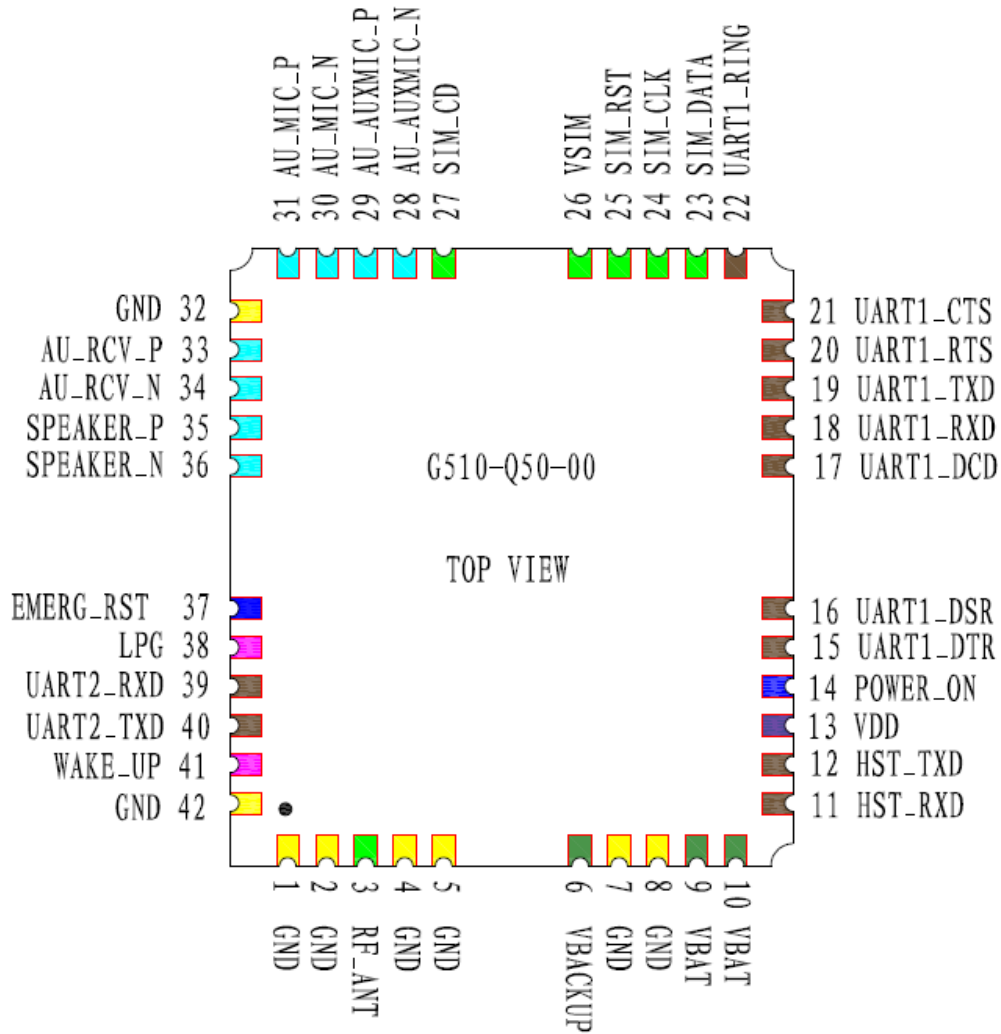 31 AU_MIC_P
30 AU_MIC_N
29 AU_AUXMIC_P
28 AU_AUXMIC_N
27 SIM_CD
26 VSIM
25 SIM_RST
24 SIM_CLK
23 SIM_DATA
22 UART1_RING
GND 32
AU_RCV_P 33
AU_RCV_N 34
SPEAKER_P 35
SPEAKER_N 36
EMERG_RST 37
LPG 38
UART2_RXD 39
UART2_TXD 40
WAKE_UP 41
GND 42
G510-Q50-00
TOP VIEW
21 UART1_CTS
20 UART1_RTS
19 UART1_TXD
18 UART1_RXD
17 UART1_DCD
16 UART1_DSR
15 UART1_DTR
14 POWER_ON
13 VDD
12 HST_TXD
11 HST_RXD
1 GND
2 GND
3 RF_ANT
4 GND
5 GND
6 VBACKUP
7 GND
8 GND
9 VBAT
10 VBAT